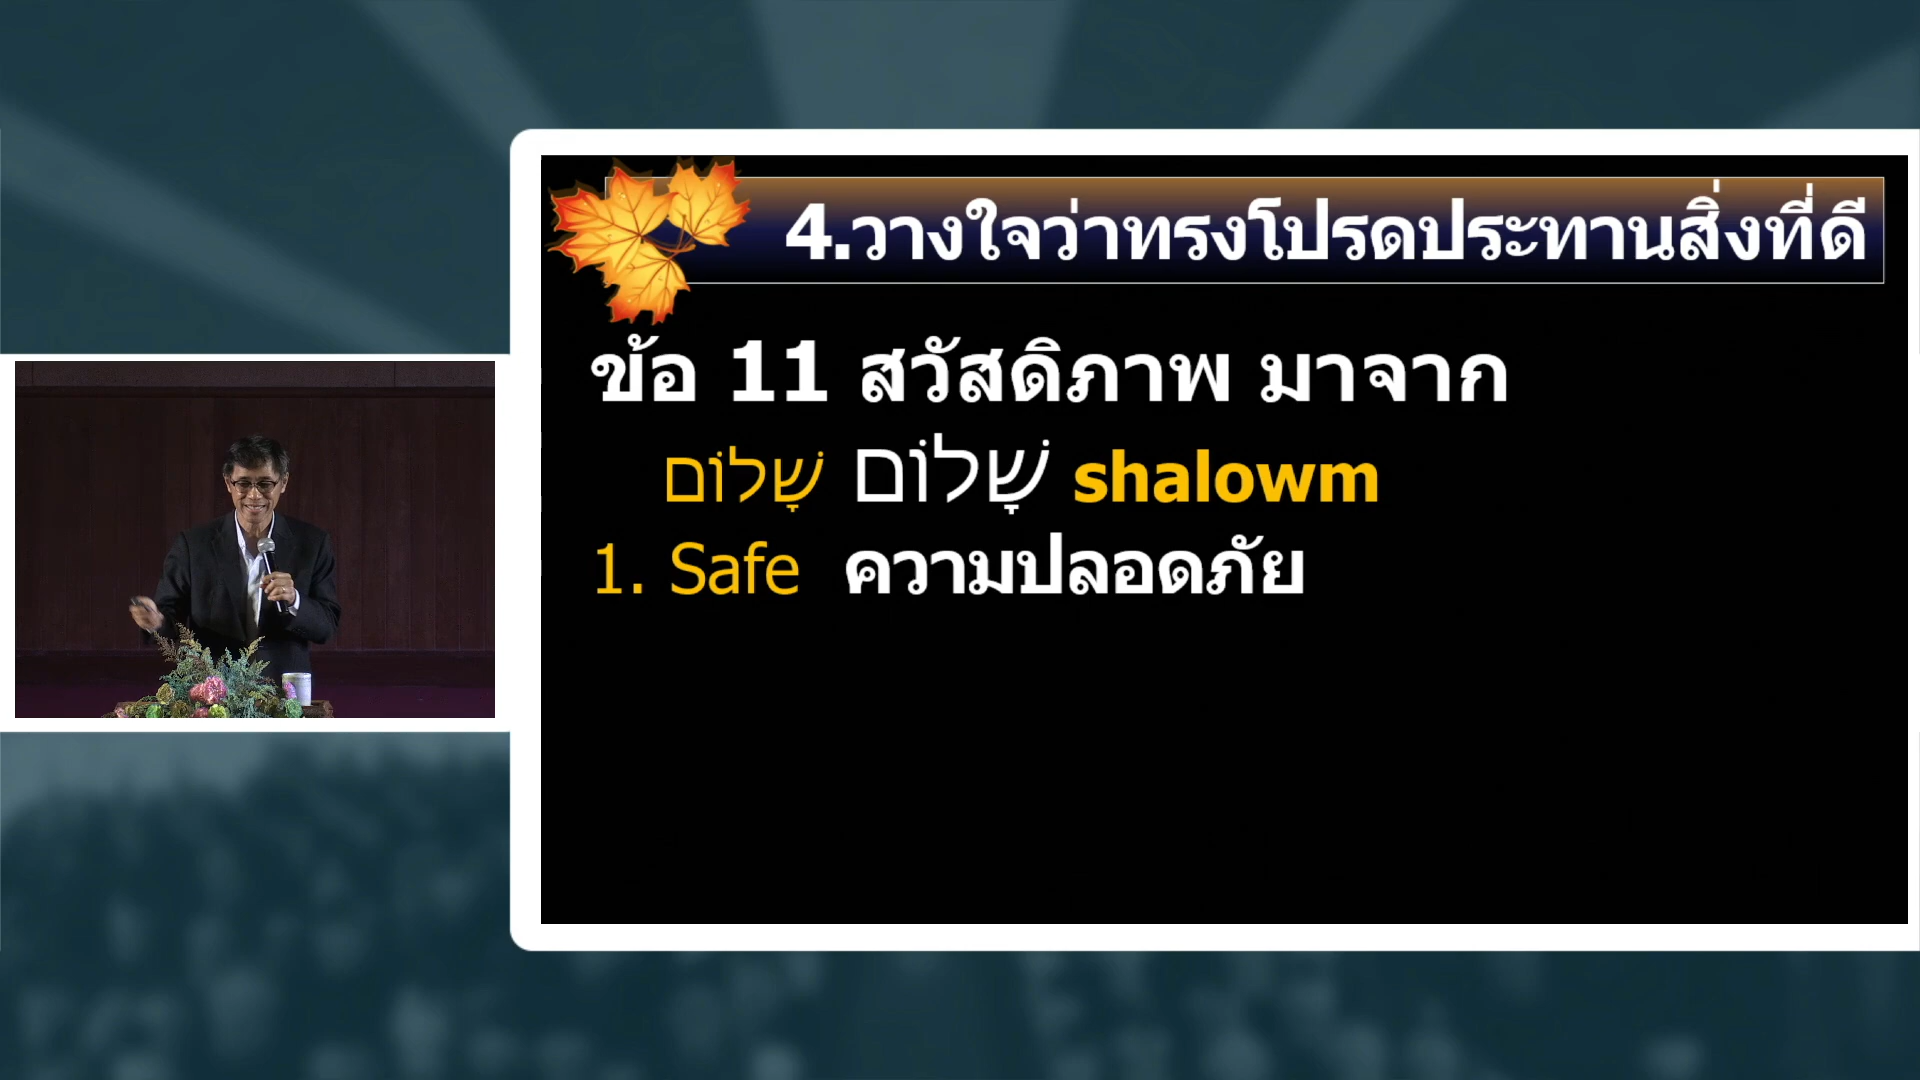 4.วางใจว่าทรงโปรดประทานสิ่งที่ดี
ข้อ 11 สวัสดิภาพ มาจาก
שָׁלוֹם שָׁלוֹם shalowm
1. Safe ความปลอดภัย